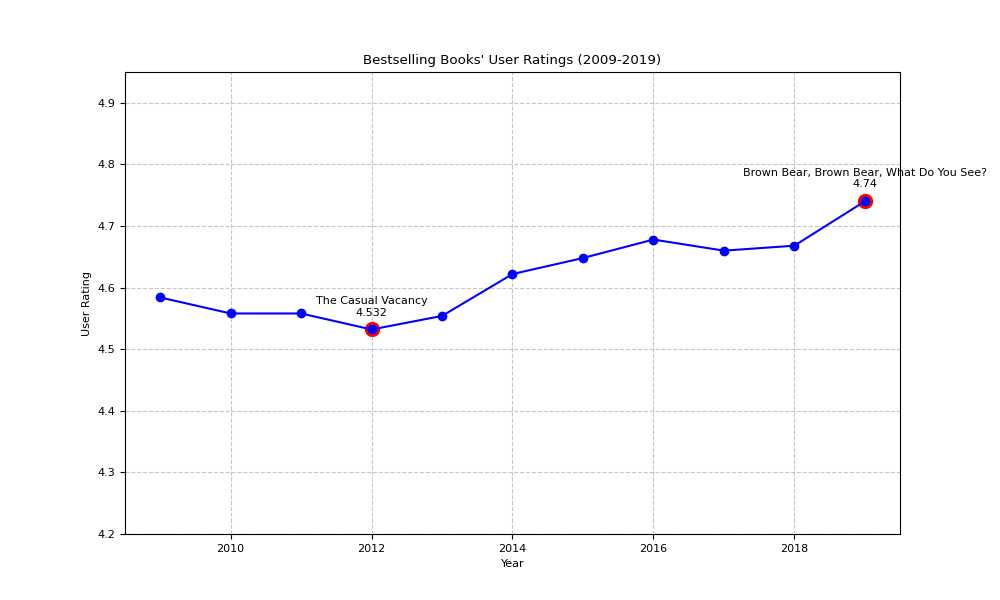 Bestselling Books' User Ratings (2009-2019)
4.9
4.8
4.7
4.6
4.5
4.4
4.3
4.2
User Rating
Brown Bear, Brown Bear, What Do You See?
4.74
The Casual Vacancy
4.532
2010 2012 2014 2016 2018
Year